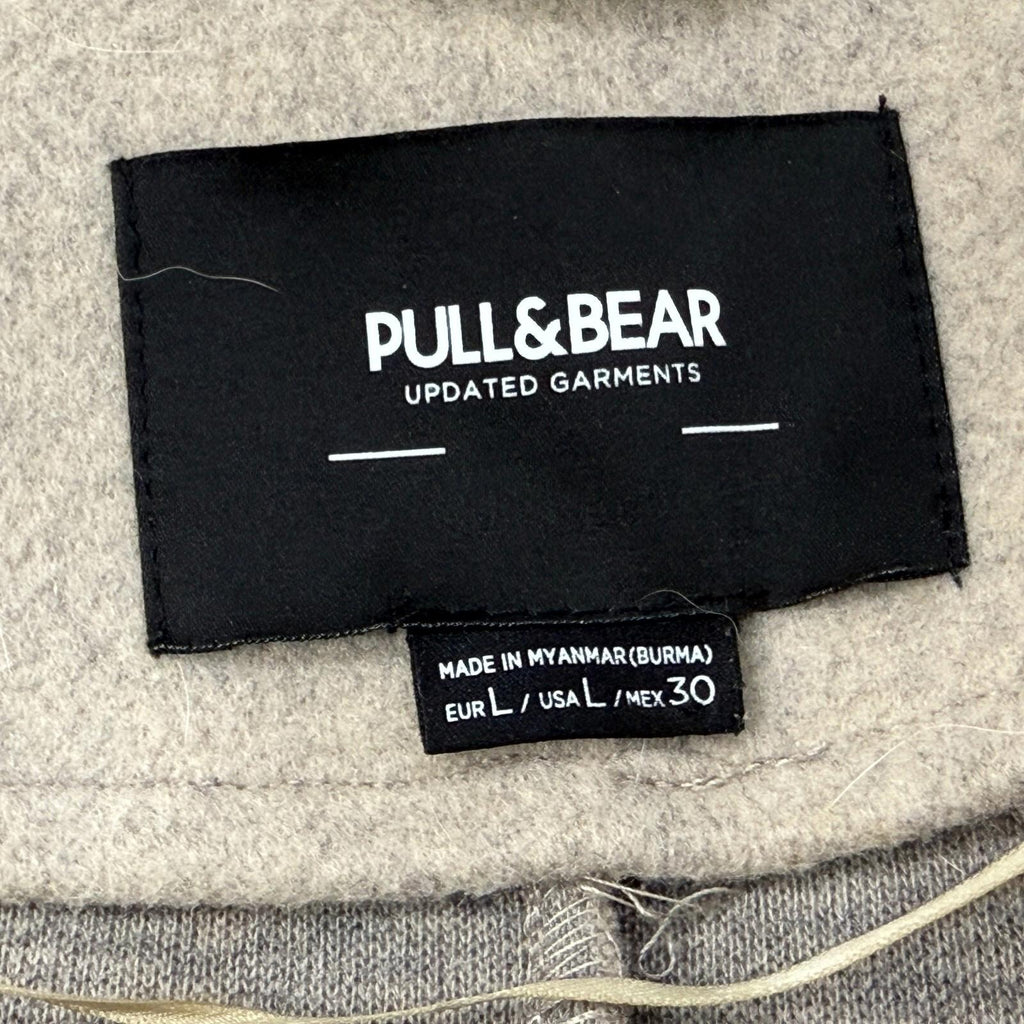 PULL&BEAR
UPDATED GARMENTS
MADE IN MYANMAR (BURMA)
EUR L / USA L / MEX 30